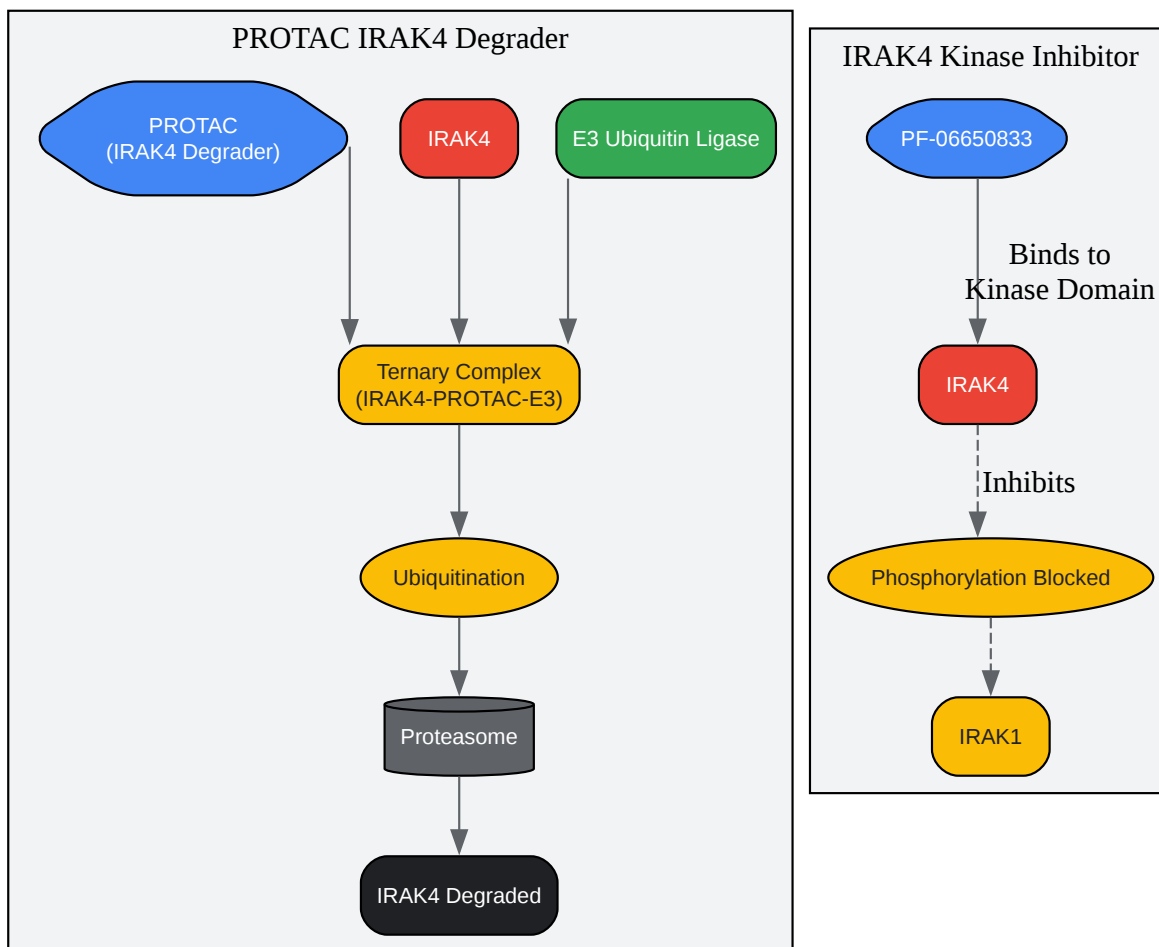 PROTAC IRAK4 Degrader
PROTAC
(IRAK4 Degrader)
IRAK4
E3 Ubiquitin Ligase
Ternary Complex
(IRAK4-PROTAC-E3)
Ubiquitination
Proteasome
IRAK4 Degraded
IRAK4 Kinase Inhibitor
PF-06650833
Binds to
Kinase Domain
IRAK4
Inhibits
Phosphorylation Blocked
IRAK1